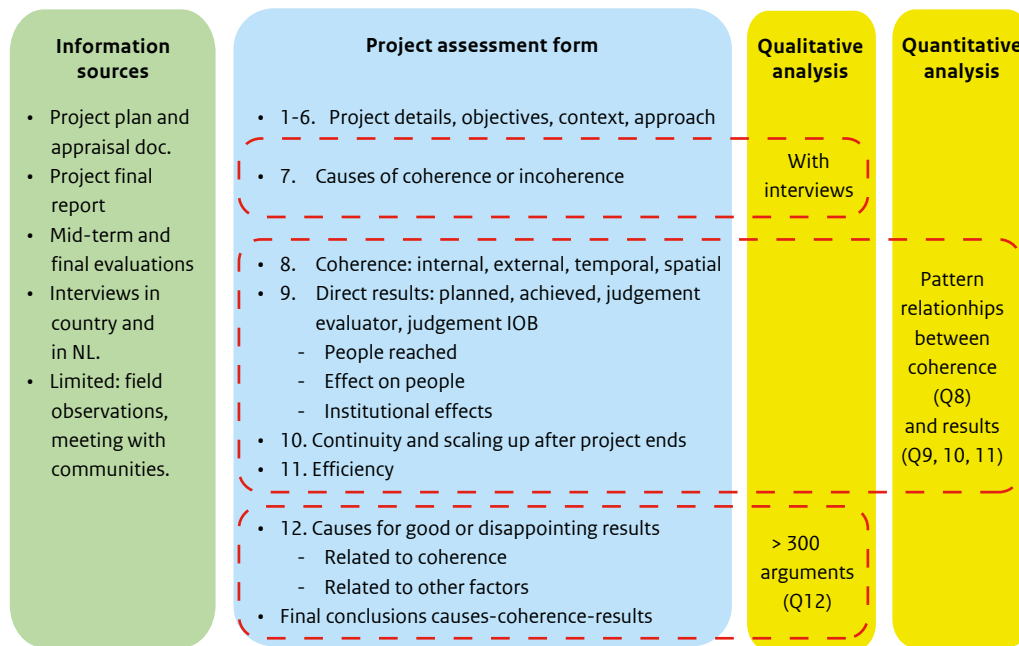 Information
sources
• Project plan and
appraisal doc.
• Project final
report
• Mid-term and
final evaluations
• Interviews in
country and
in NL.
• Limited: field
observations,
meeting with
communities.
Project assessment form
• 1-6. Project details, objectives, context, approach
• 7. Causes of coherence or incoherence
• 8. Coherence: internal, external, temporal, spatial
• 9. Direct results: planned, achieved, judgement
evaluator, judgement IOB
- People reached
- Effect on people
- Institutional effects
• 10. Continuity and scaling up after project ends
• 11. Efficiency
• 12. Causes for good or disappointing results
- Related to coherence
- Related to other factors
• Final conclusions causes-coherence-results
Qualitative
analysis
With
interviews
> 300
arguments
(Q12)
Quantitative
analysis
Pattern
relationships
between
coherence
(Q8)
and results
(Q9, 10, 11)